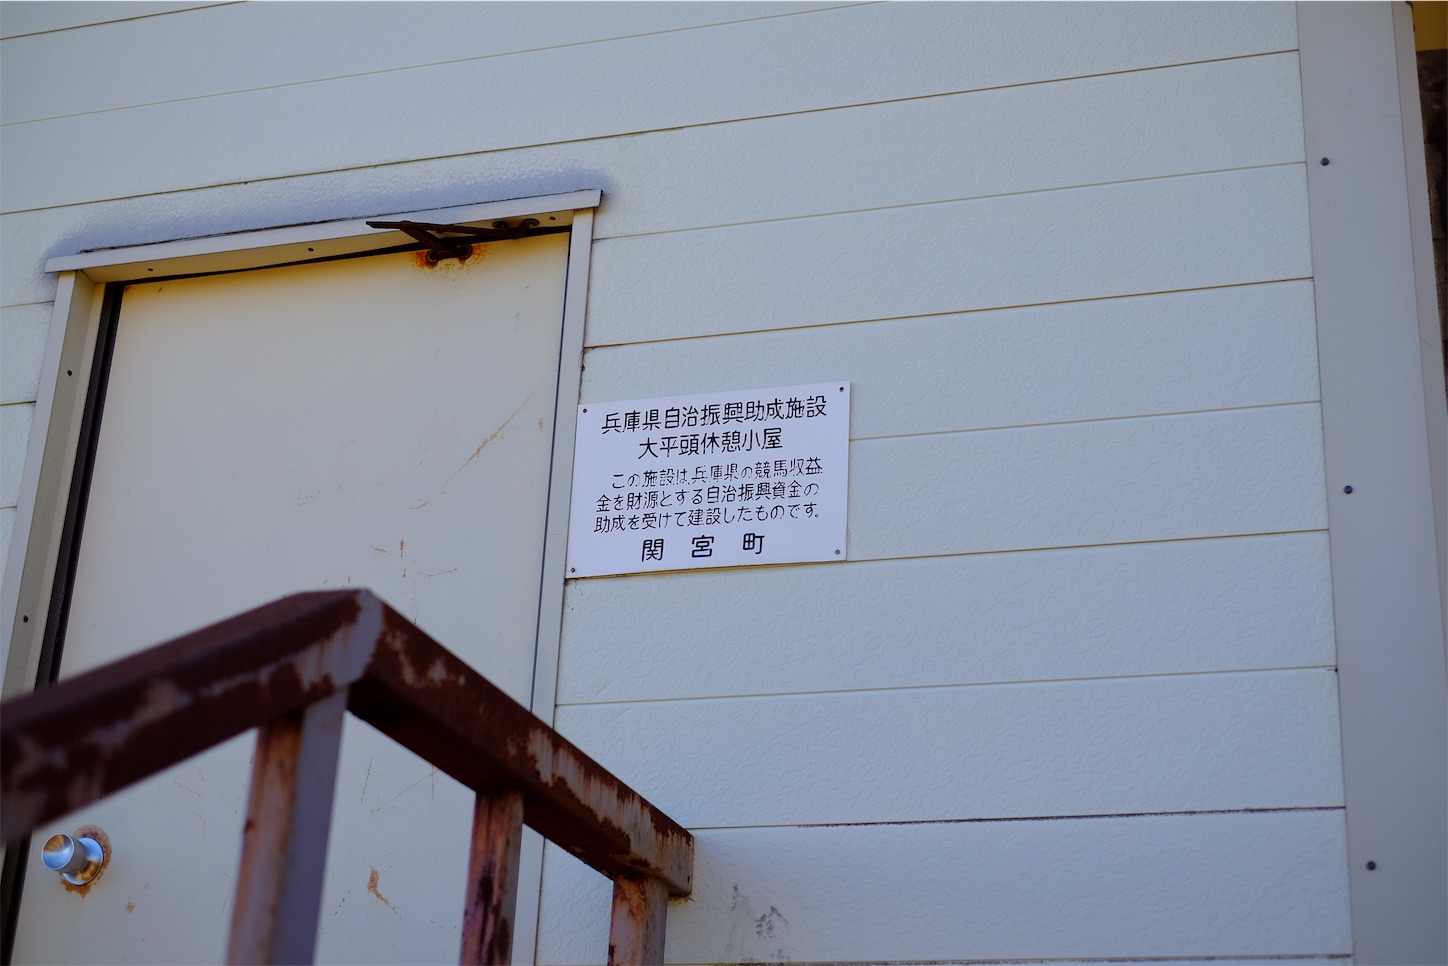 兵庫県自治振興助成施設
大平頭休憩小屋
この施設は、兵庫県の競馬収益
金を財源とする自治振興資金の
助成を受けて建設したものです。
関宮町